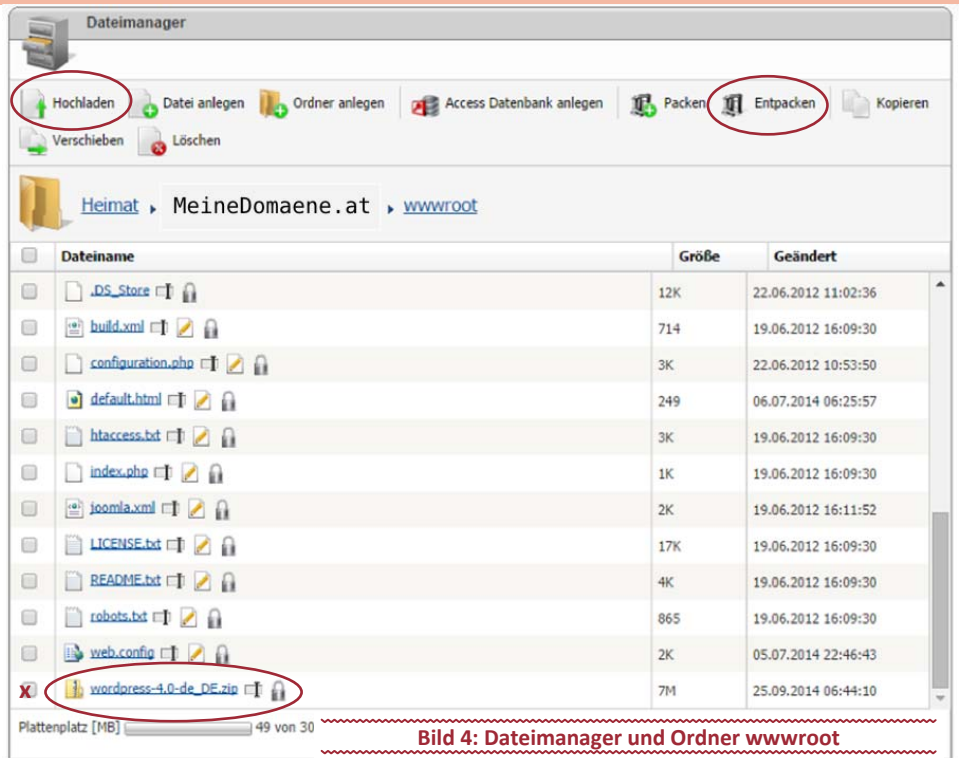 Dateimanager
Hochladen Datei anlegen Ordner anlegen Access Datenbank anlegen Packen Entpacken Kopieren
Verschieben Löschen
Heimat MeineDomaene.at wwwroot
Dateiname Größe Geändert
.DS_Store 12K 22.06.2012 11:02:36
build.xml 714 19.06.2012 16:09:30
configuration.php 3K 22.06.2012 10:53:50
default.html 249 06.07.2014 06:25:57
htaccess.txt 3K 19.06.2012 16:09:30
index.php 1K 19.06.2012 16:09:30
joomla.xml 2K 19.06.2012 16:11:52
LICENSE.txt 17K 19.06.2012 16:09:30
README.txt 4K 19.06.2012 16:09:30
robots.txt 865 19.06.2012 16:09:30
web.config 2K 05.07.2014 22:46:43
X wordpress-4.0-de_DE.zip 7M 25.09.2014 06:44:10
Plattenplatz [MB] 49 von 30
Bild 4: Dateimanager und Ordner wwwroot